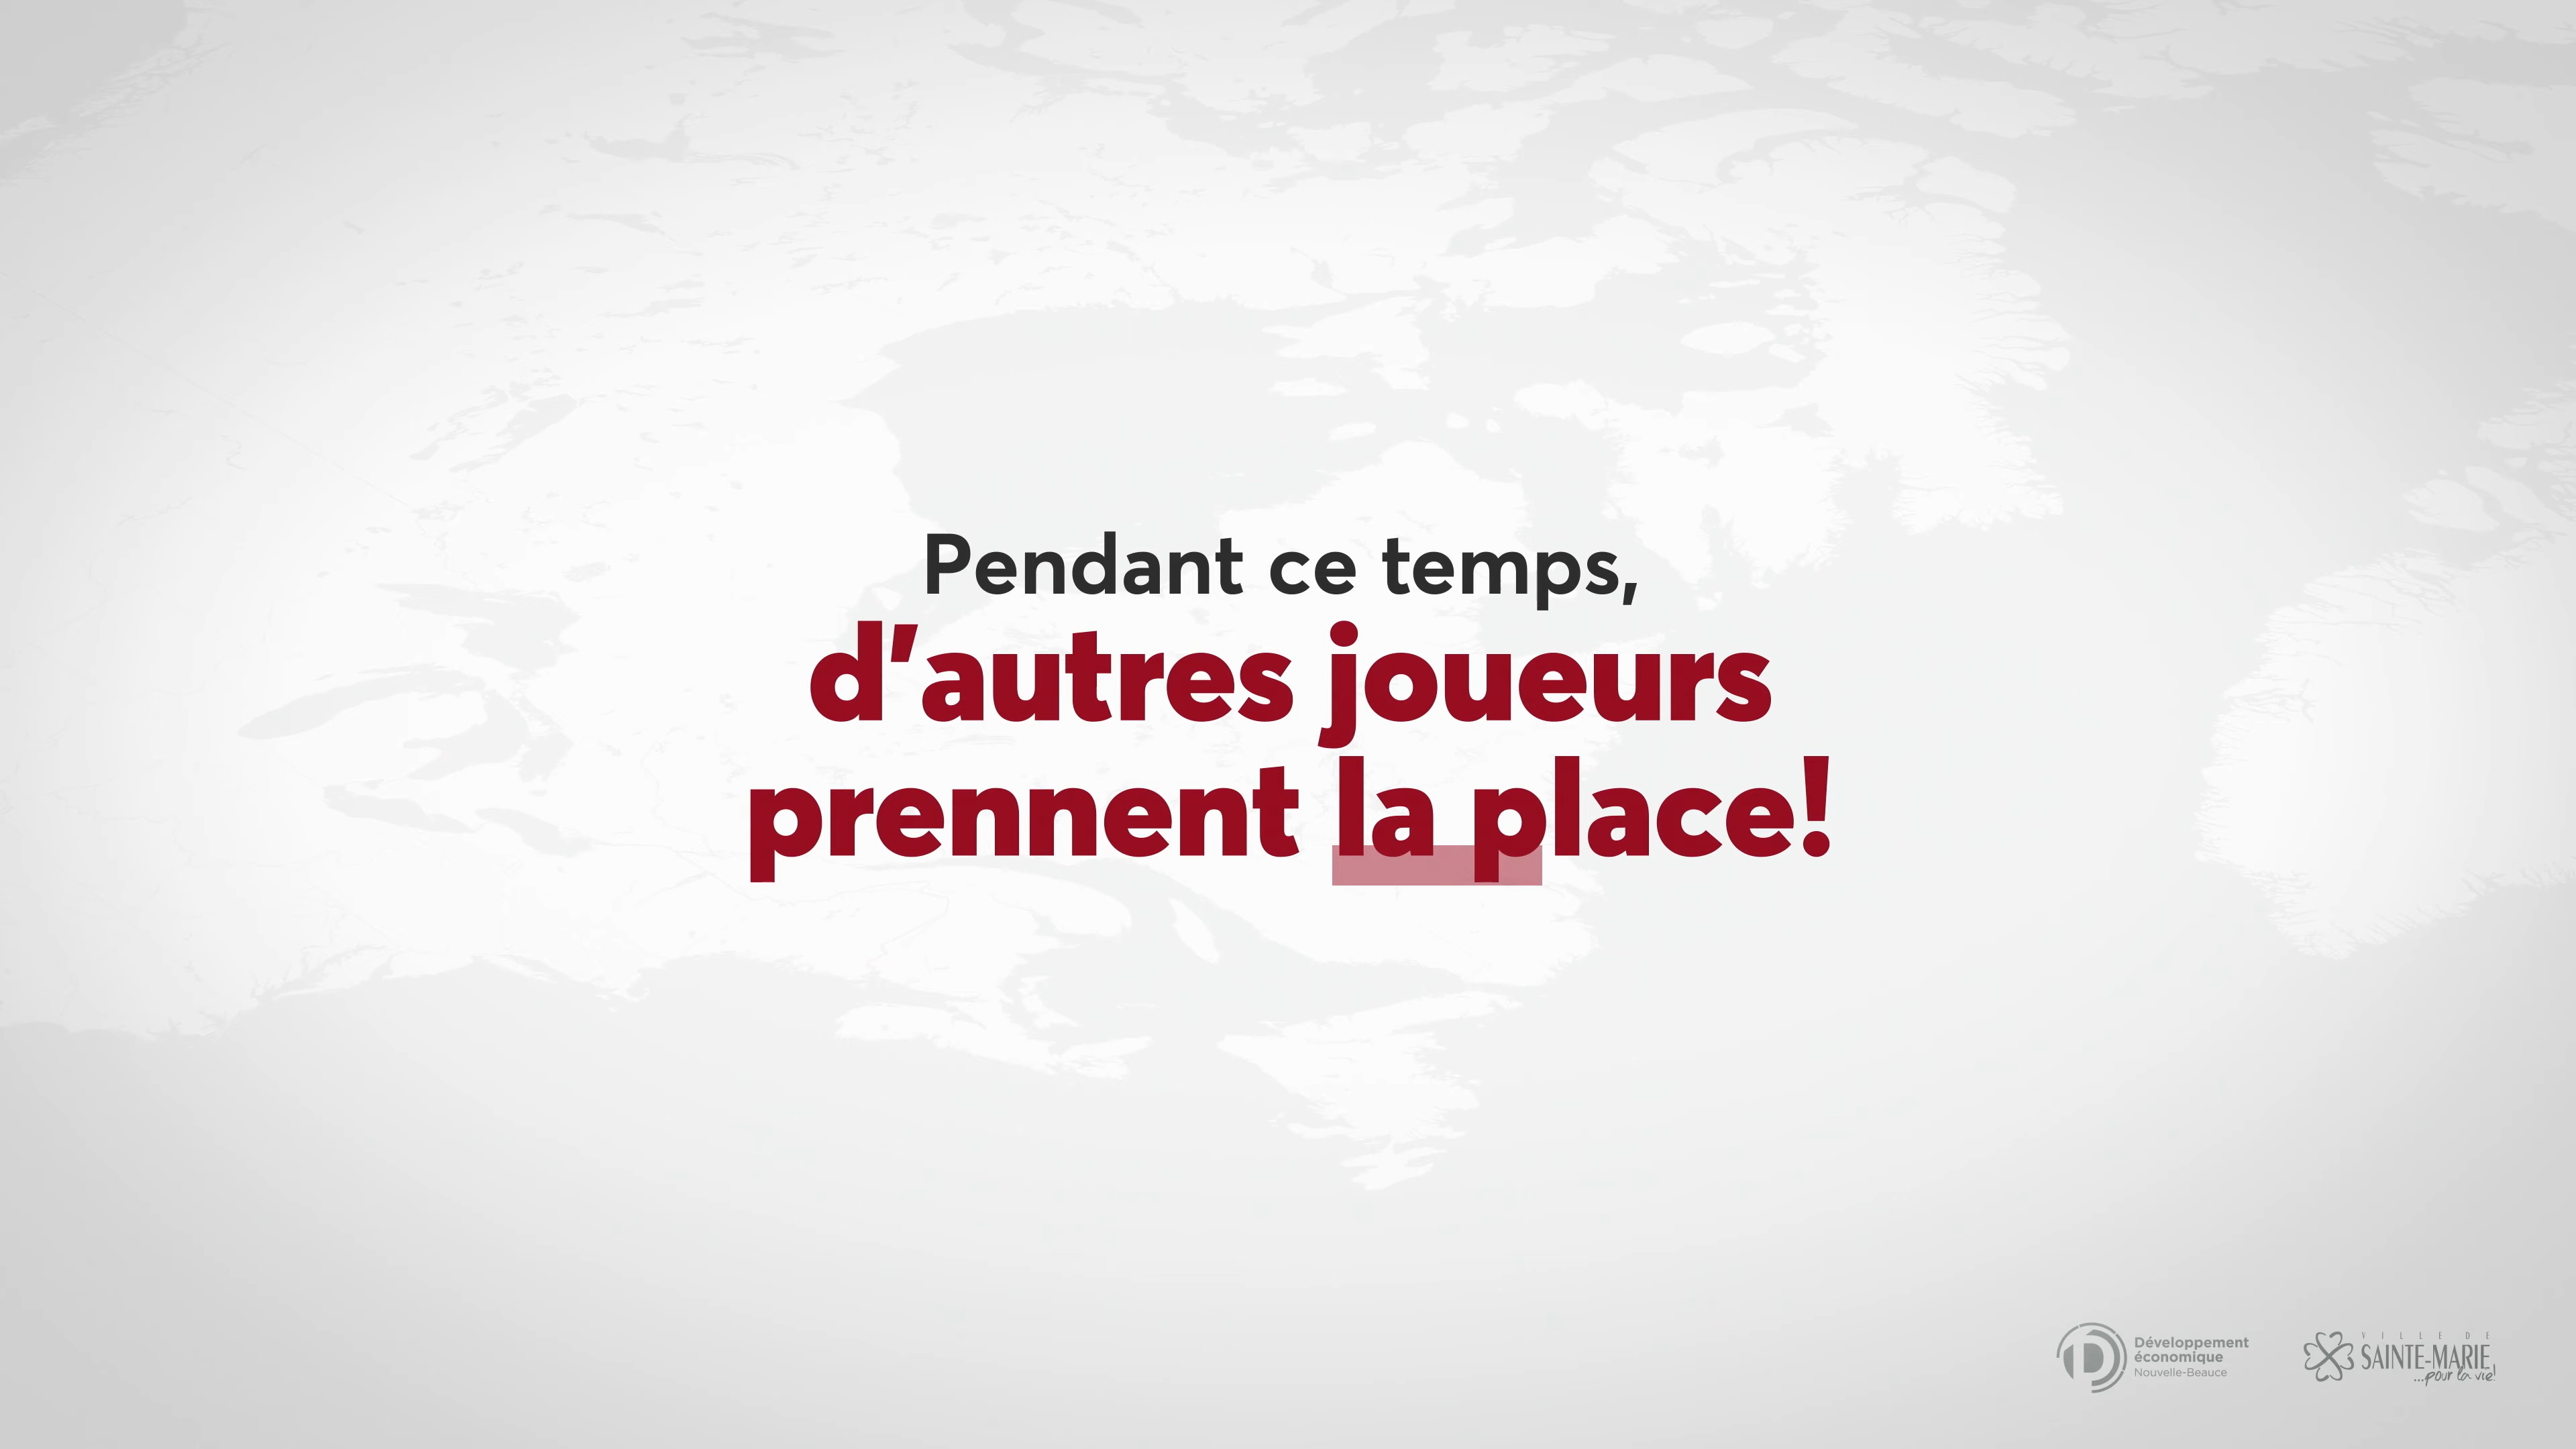 Pendant ce temps,
d’autres joueurs
prennent la place!
Développement
économique
Nouvelle-Beauce
VILLE DE
SAINTE-MARIE
...pour la vie!